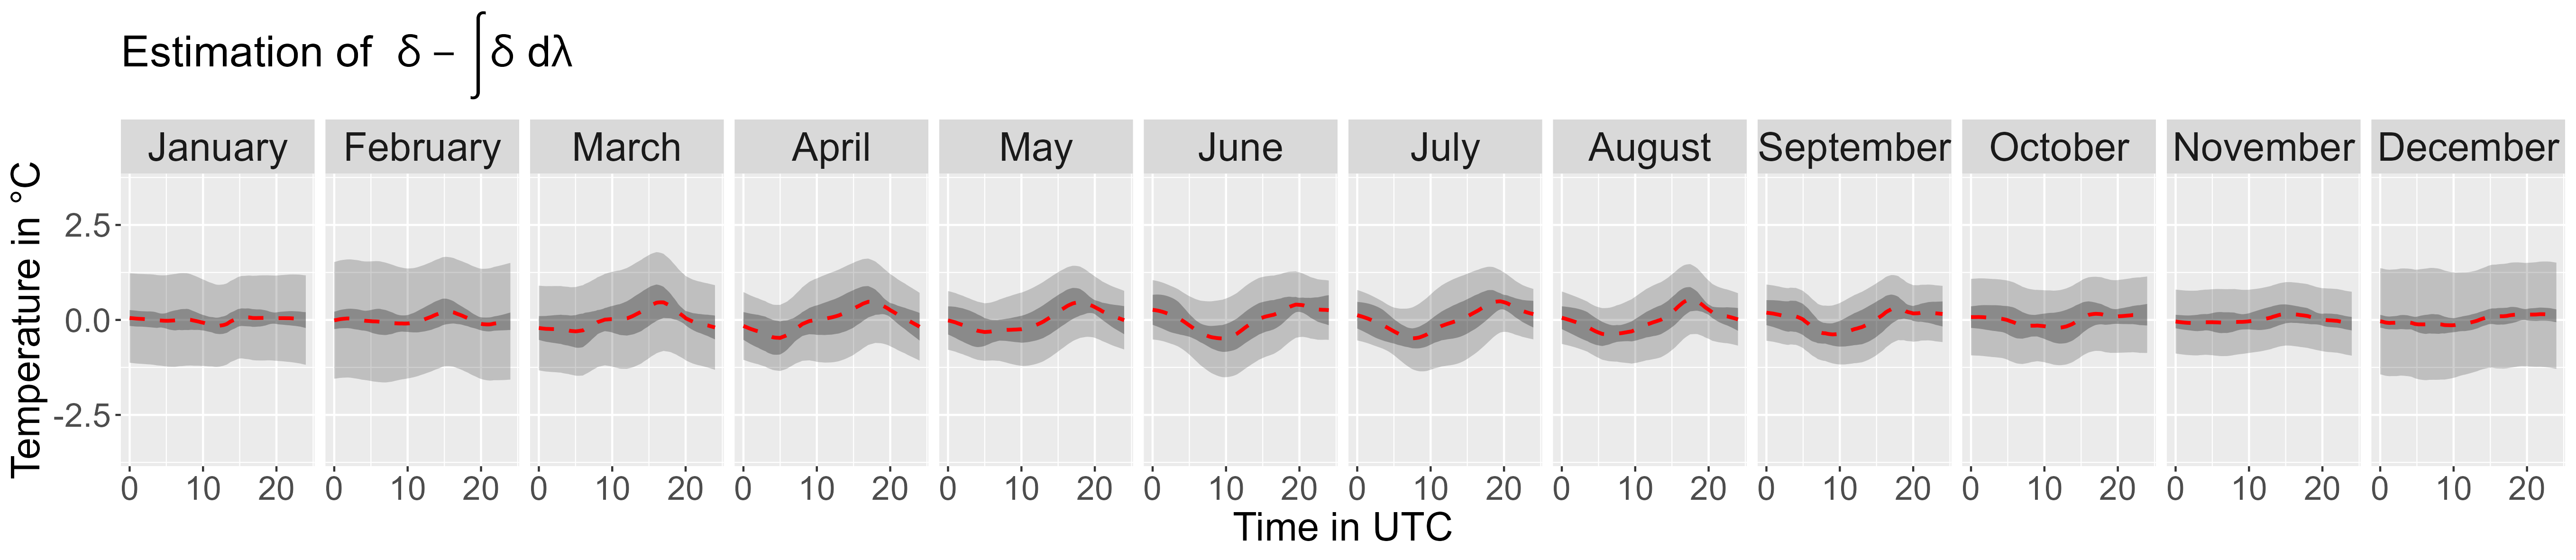 Estimation of δ − ∫δ dλ
January February March April May June July August September October November December
Temperature in °C
2.5
0.0
-2.5
0 10 20 0 10 20 0 10 20 0 10 20 0 10 20 0 10 20 0 10 20 0 10 20 0 10 20 0 10 20 0 10 20 0 10 20
Time in UTC